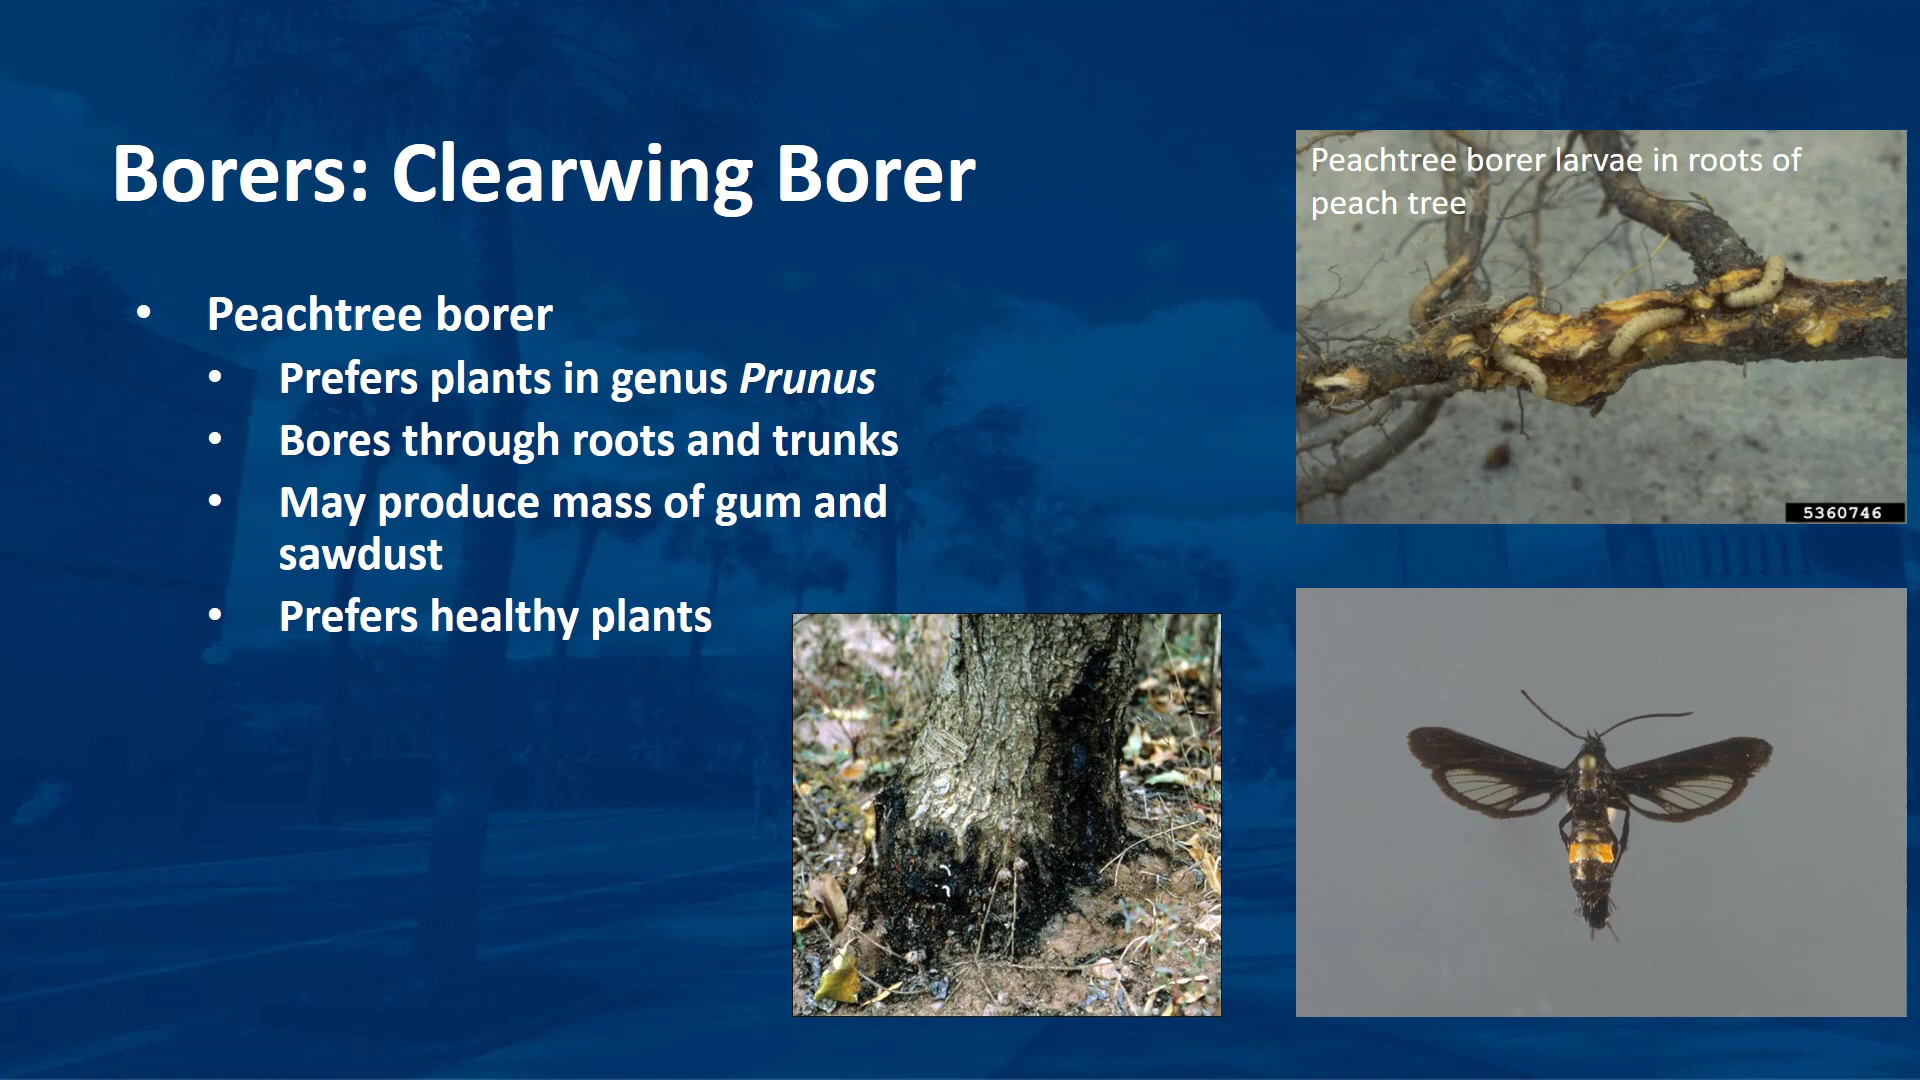 Borers: Clearwing Borer
• Peachtree borer
• Prefers plants in genus Prunus
• Bores through roots and trunks
• May produce mass of gum and
sawdust
• Prefers healthy plants
Peachtree borer larvae in roots of
peach tree
5360746